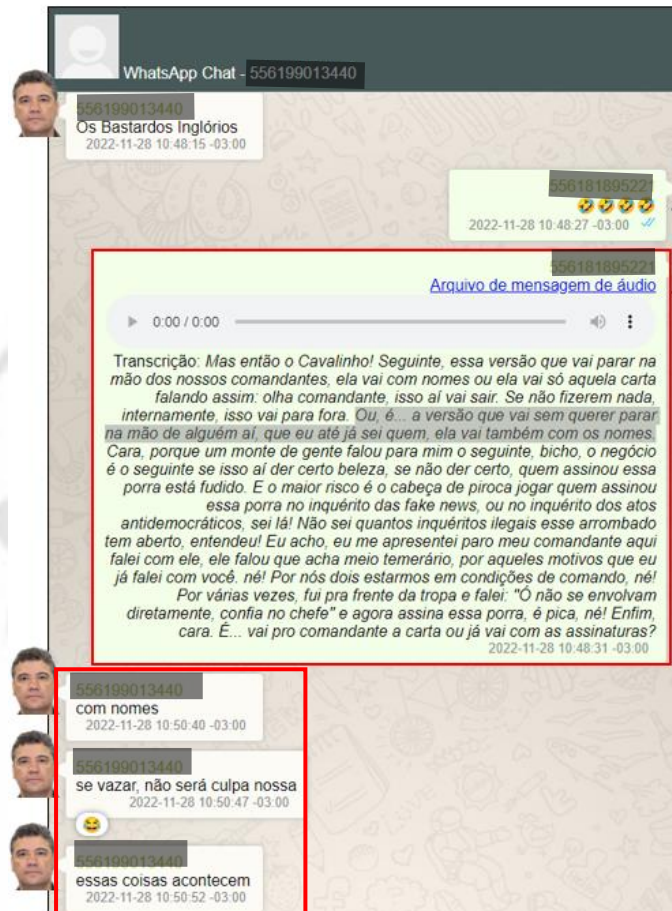 WhatsApp Chat -
Os Bastardos Inglórios
2022-11-28 10:48:15 -03:00
🤣🤣🤣🤣
2022-11-28 10:48:27 -03:00
Arquivo de mensagem de áudio
0:00 / 0:00
Transcrição: Mas então o Cavalinho! Seguinte, essa versão que vai parar na
mão dos nossos comandantes, ela vai com nomes ou ela vai só aquela carta
falando assim: olha comandante, isso aí vai sair. Se não fizerem nada,
internamente, isso vai para fora. Ou, é... a versão que vai sem querer parar
na mão de alguém aí, que eu até já sei quem, ela vai também com os nomes.
Cara, porque um monte de gente falou para mim o seguinte, bicho, o negócio
é o seguinte se isso aí der certo beleza, se não der certo, quem assinou essa
porra está fudido. E o maior risco é o cabeça de piroca jogar quem assinou
essa porra no inquérito das fake news, ou no inquérito dos atos
antidemocráticos, sei lá! Não sei quantos inquéritos ilegais esse arrombado
tem aberto, entendeu! Eu acho, eu me apresentei paro meu comandante aqui
falei com ele, ele falou que acha meio temerário, por aqueles motivos que eu
já falei com você. né! Por nós dois estarmos em condições de comando, né!
Por várias vezes, fui pra frente da tropa e falei: "Ó não se envolvam
diretamente, confia no chefe" e agora assina essa porra, é pica, né! Enfim,
cara. É... vai pro comandante a carta ou já vai com as assinaturas?
2022-11-28 10:48:31 -03:00
com nomes
2022-11-28 10:50:40 -03:00
se vazar, não será culpa nossa
2022-11-28 10:50:47 -03:00
😂
essas coisas acontecem
2022-11-28 10:50:52 -03:00